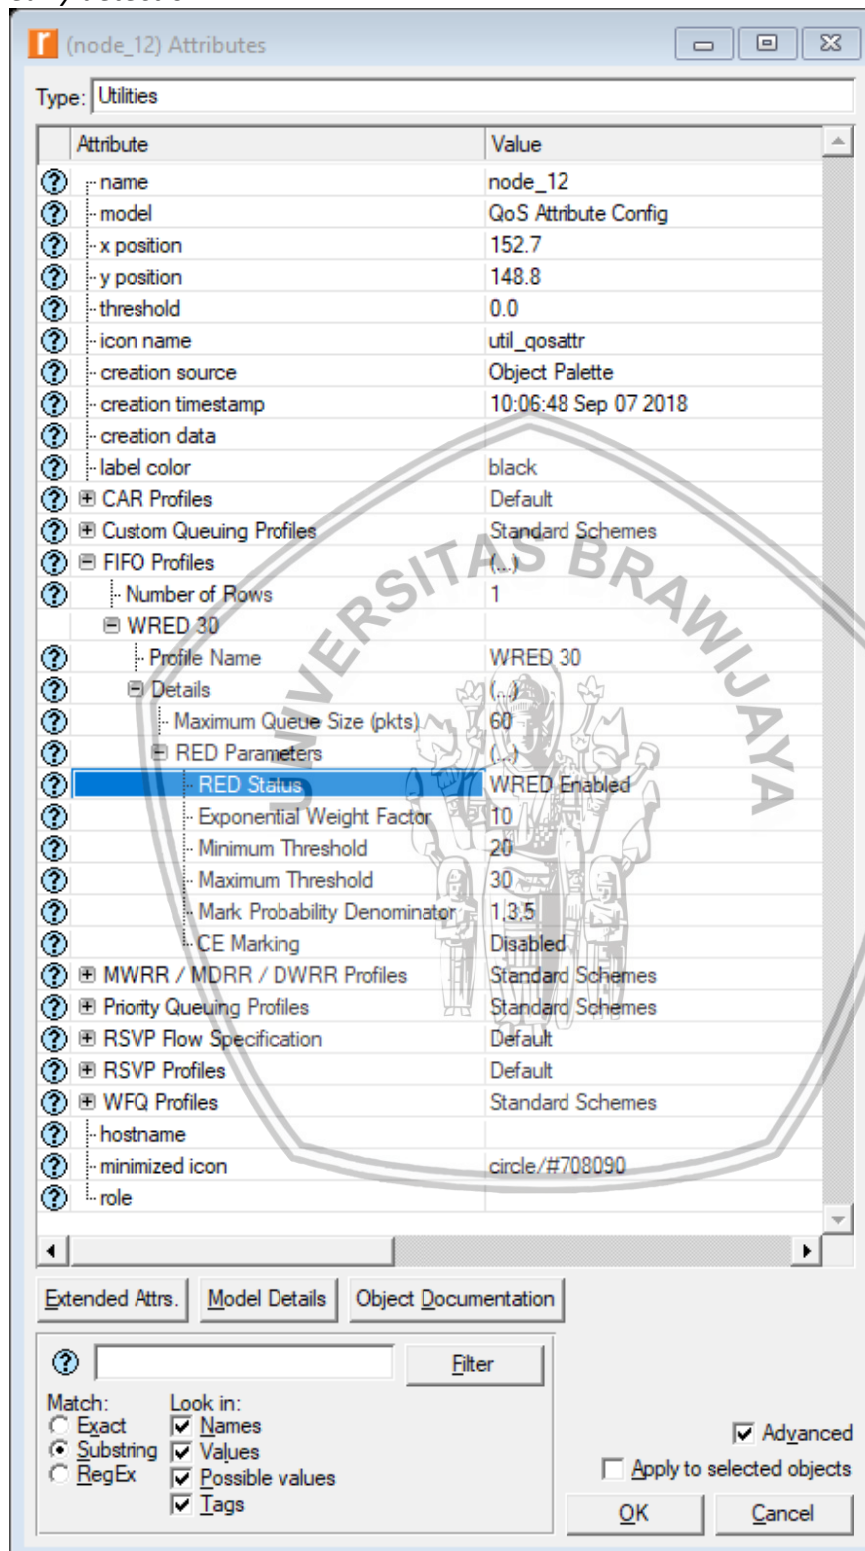 (node_12) Attributes
Type: Utilities
Attribute Value
name node_12
model QoS Attribute Config
x position 152.7
y position 148.8
threshold 0.0
icon name util_qosattr
creation source Object Palette
creation timestamp 10:06:48 Sep 07 2018
creation data
label color black
CAR Profiles Default
Custom Queuing Profiles Standard Schemes
FIFO Profiles (...)
Number of Rows 1
WRED 30
Profile Name WRED 30
Details (...)
Maximum Queue Size (pkts) 60
RED Parameters (...)
RED Status WRED Enabled
Exponential Weight Factor 10
Minimum Threshold 20
Maximum Threshold 30
Mark Probability Denominator 1,3,5
CE Marking Disabled
MWRR / MDRR / DWRR Profiles Standard Schemes
Priority Queuing Profiles Standard Schemes
RSVP Flow Specification Default
RSVP Profiles Default
WFQ Profiles Standard Schemes
hostname
minimized icon circle/#708090
role
UNIVERSITAS BRAWIJAYA
Extended Attrs. Model Details Object Documentation
Filter
Match: Look in:
Exact Names
Substring Values
RegEx Possible values
Tags
Advanced
Apply to selected objects
OK Cancel